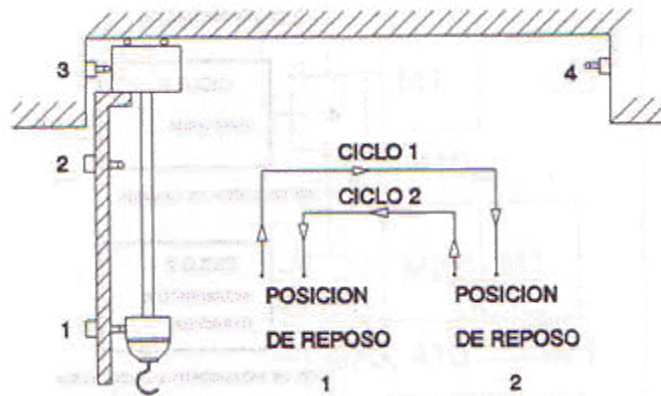 3
4
2
CICLO 1
CICLO 2
POSICION
DE REPOSO
1
POSICION
DE REPOSO
2
1